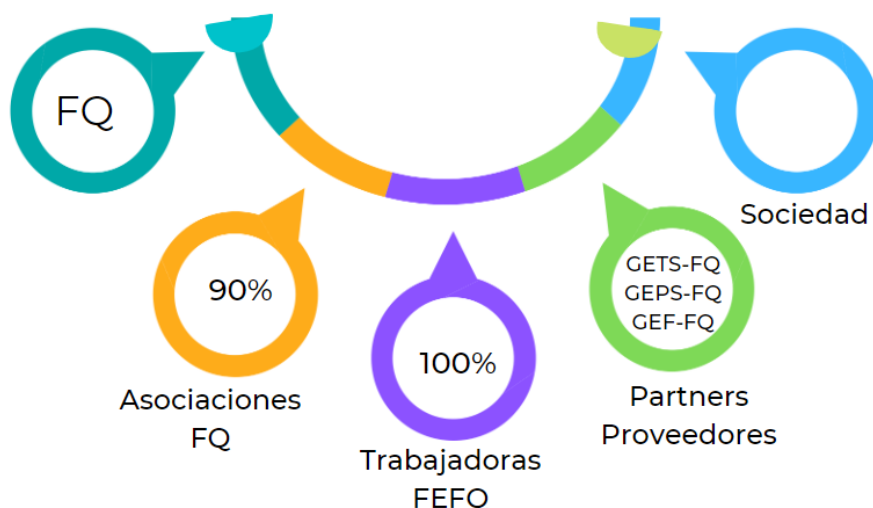 FQ
Sociedad
90%
GETS-FQ
GEPS-FQ
GEF-FQ
100%
Asociaciones
FQ
Partners
Proveedores
Trabajadoras
FEFO